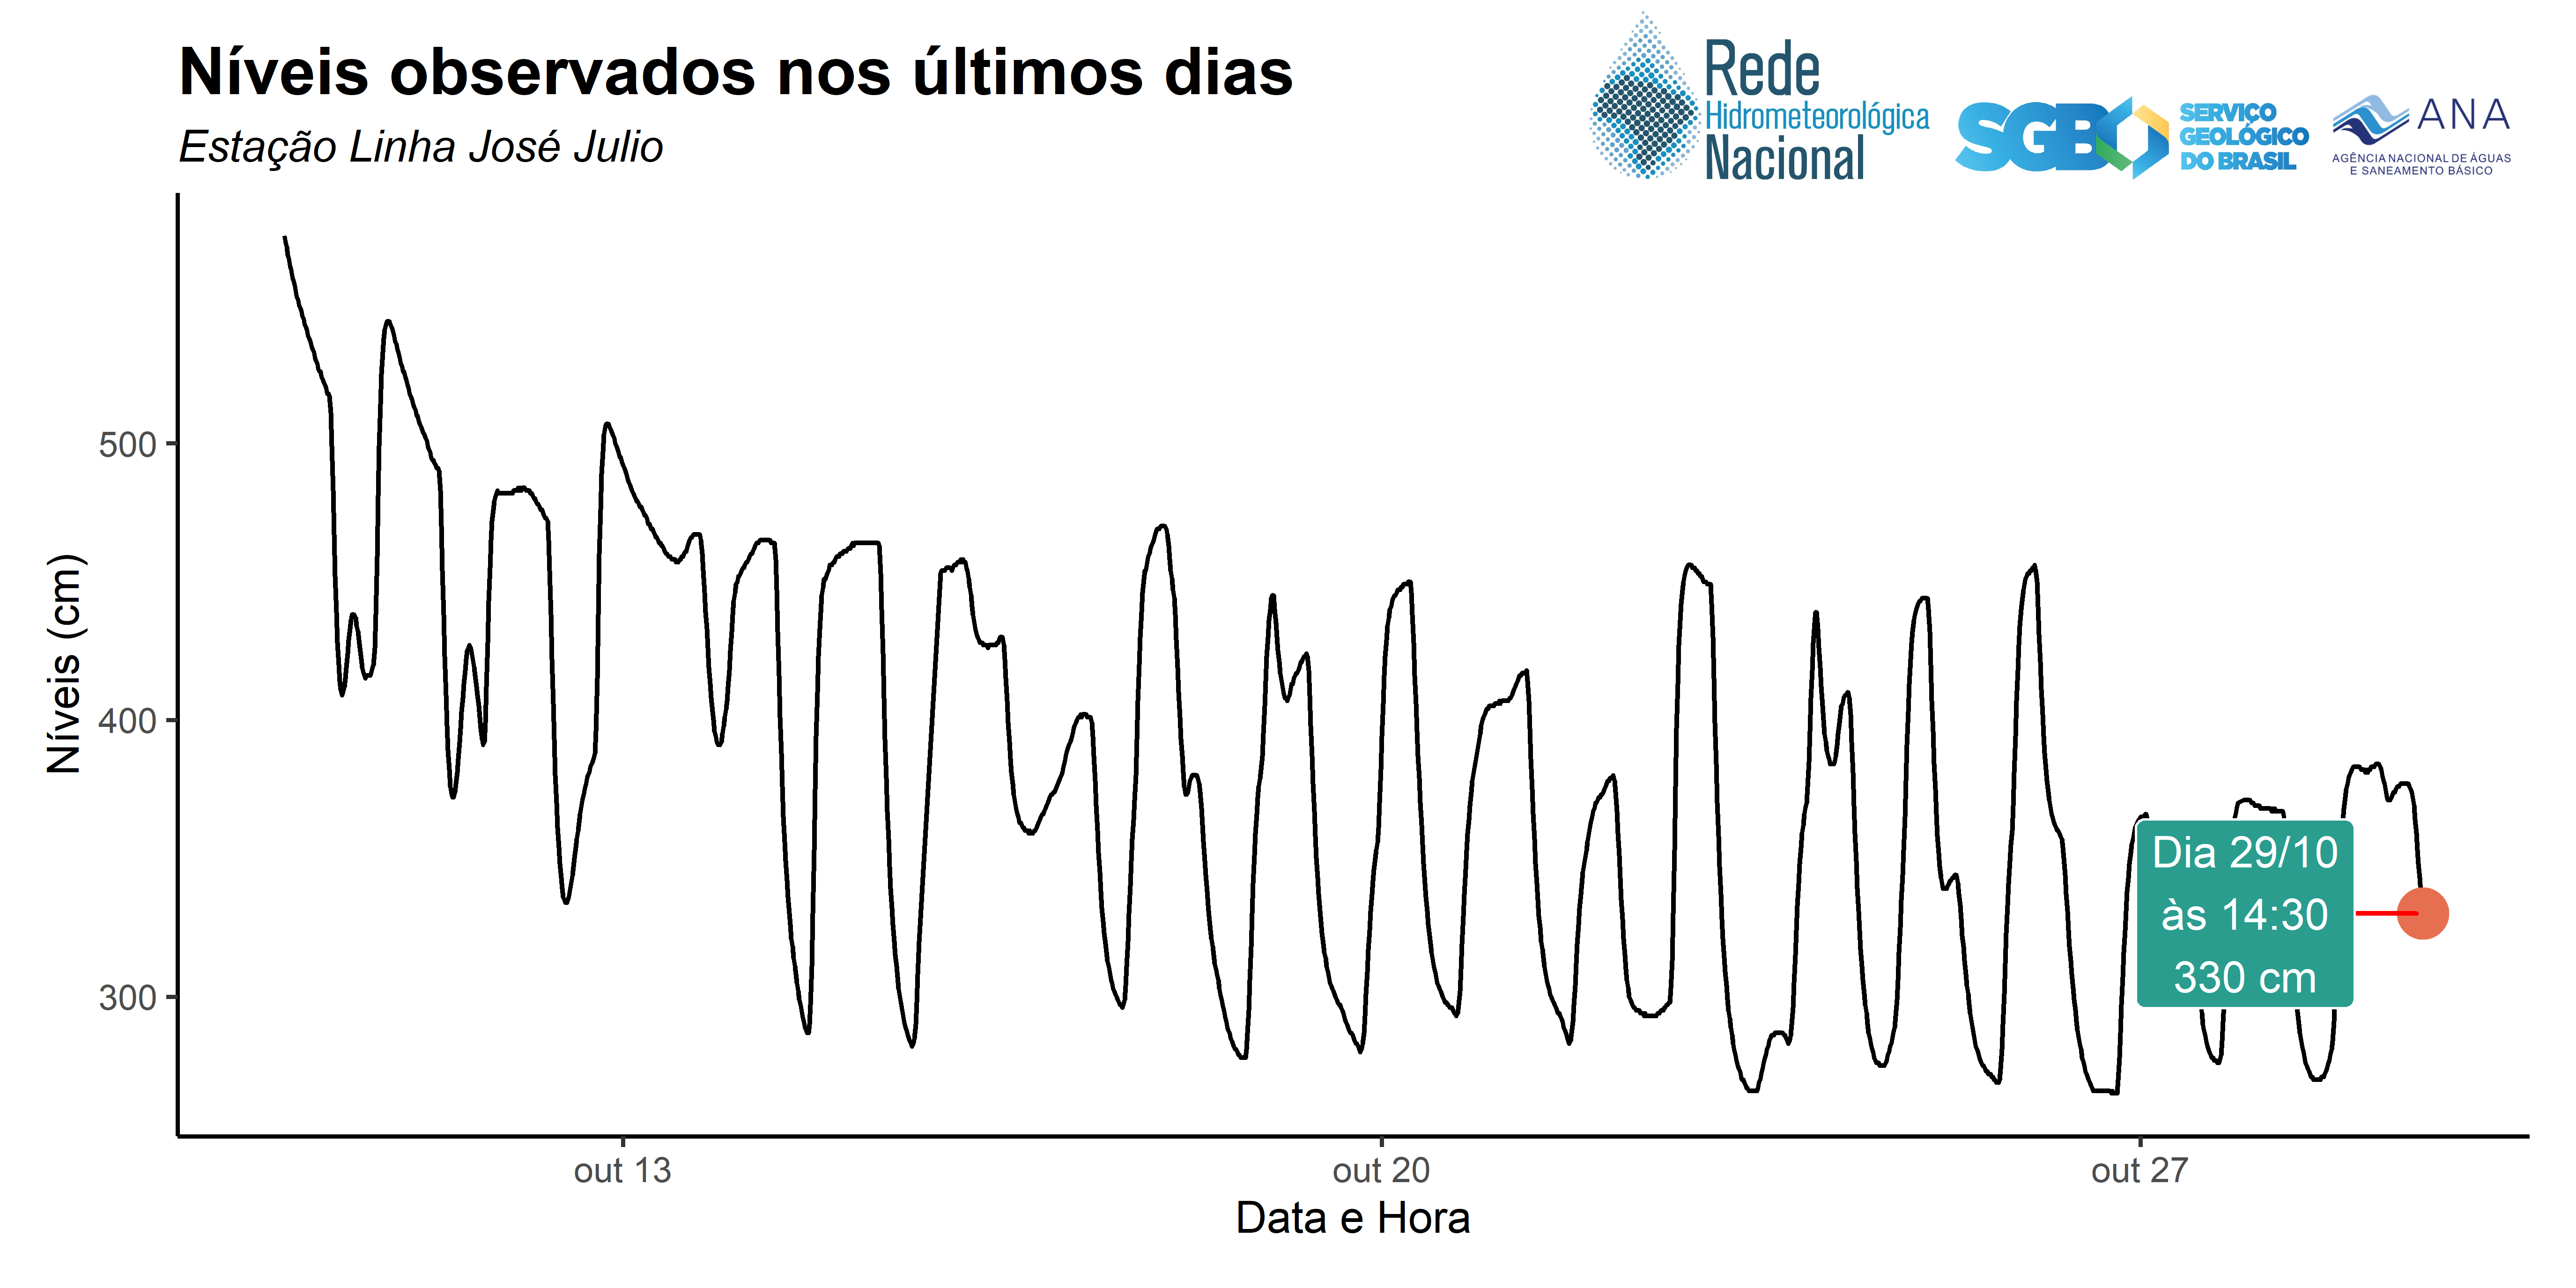 Níveis observados nos últimos dias
Estação Linha José Julio
Rede
Hidrometeorológica
Nacional
SGB
SERVIÇO
GEOLÓGICO
DO BRASIL
ANA
AGÊNCIA NACIONAL DE ÁGUAS
E SANEAMENTO BÁSICO
Níveis (cm)
500
400
300
Dia 29/10
às 14:30
330 cm
out 13
out 20
out 27
Data e Hora